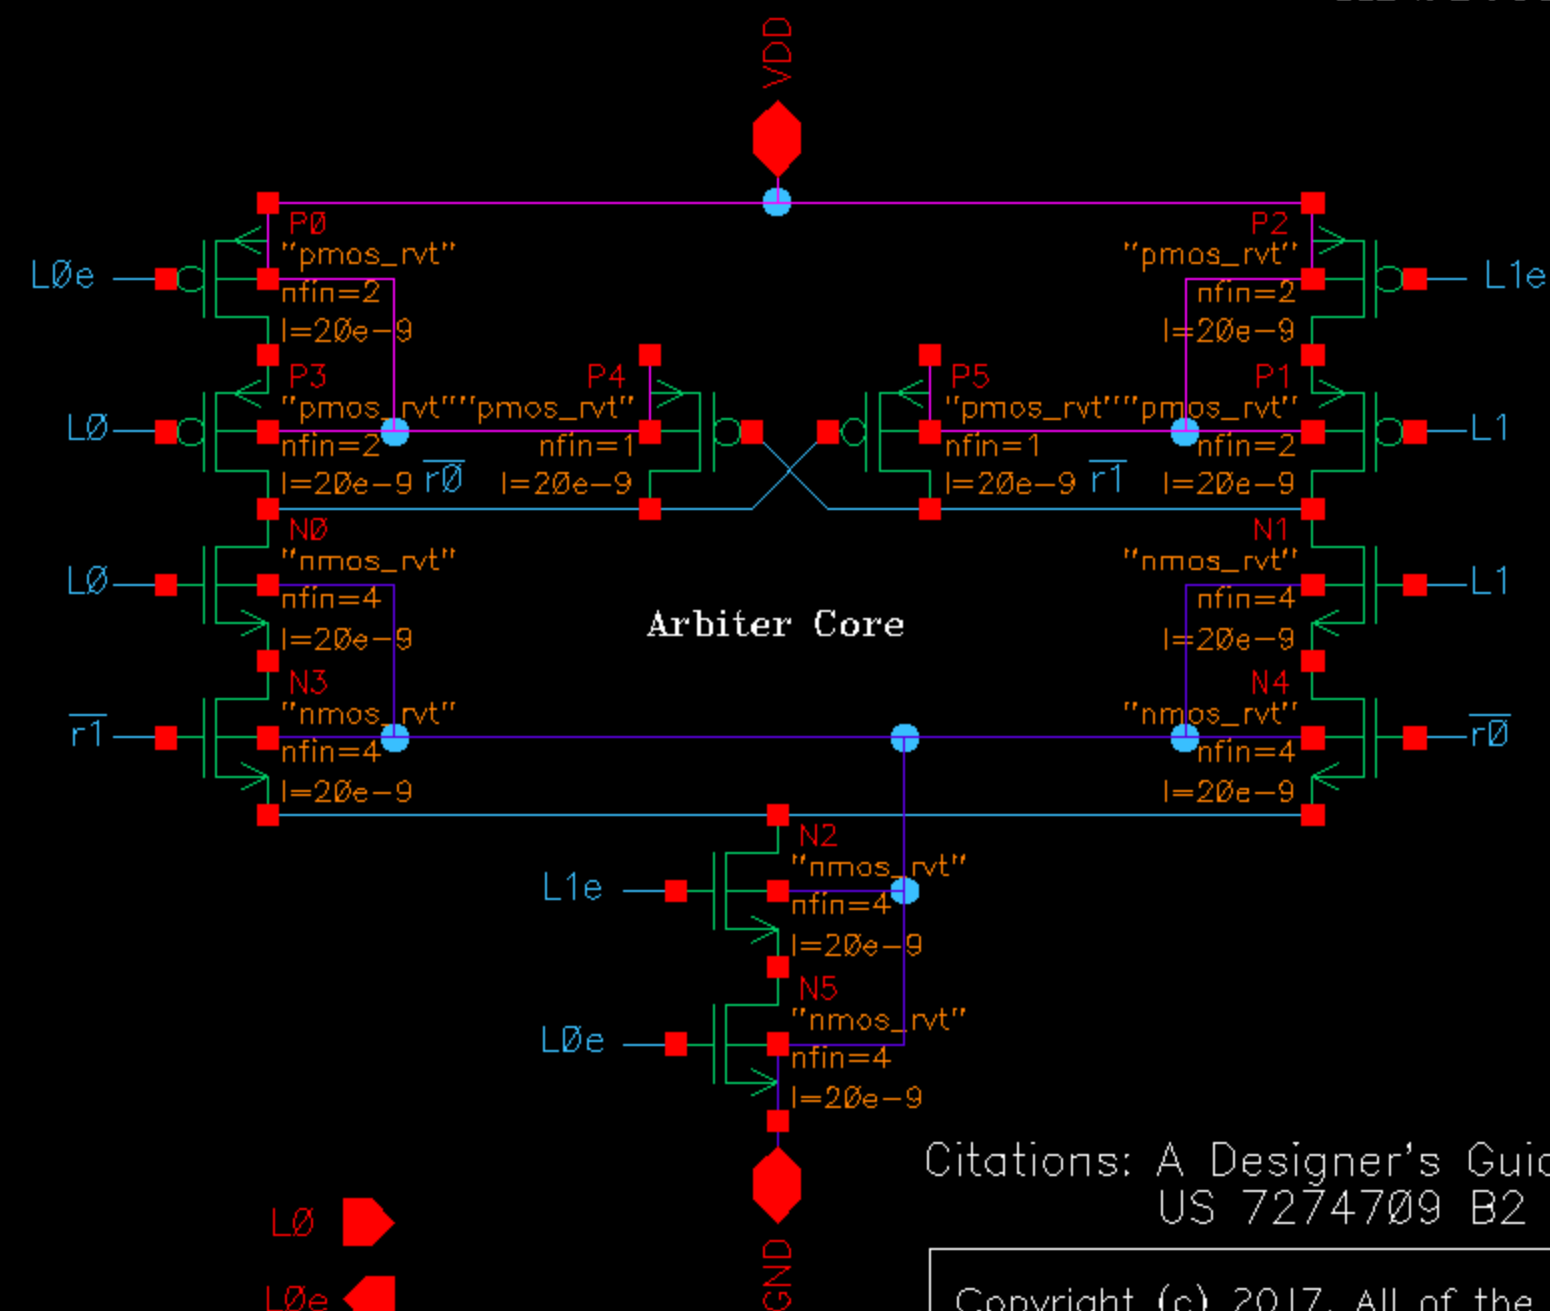 VDD
P0
P2
"pmos_rvt"
"pmos_rvt"
L0e
L1e
nfin=2
nfin=2
l=20e-9
l=20e-9
P3
P4
P5
P1
"pmos_rvt"
"pmos_rvt"
"pmos_rvt"
"pmos_rvt"
L0
L1
nfin=2
nfin=1
nfin=1
nfin=2
l=20e-9
r0
l=20e-9
l=20e-9
r1
l=20e-9
N0
N1
"nmos_rvt"
"nmos_rvt"
L0
L1
nfin=4
nfin=4
Arbiter Core
l=20e-9
l=20e-9
N3
N4
"nmos_rvt"
"nmos_rvt"
r1
r0
nfin=4
nfin=4
l=20e-9
l=20e-9
N2
"nmos_rvt"
L1e
nfin=4
l=20e-9
N5
"nmos_rvt"
L0e
nfin=4
l=20e-9
GND
L0
L0e
Citations: A Designer's
US 7274709 B2
Copyright (c) 2017. All of the